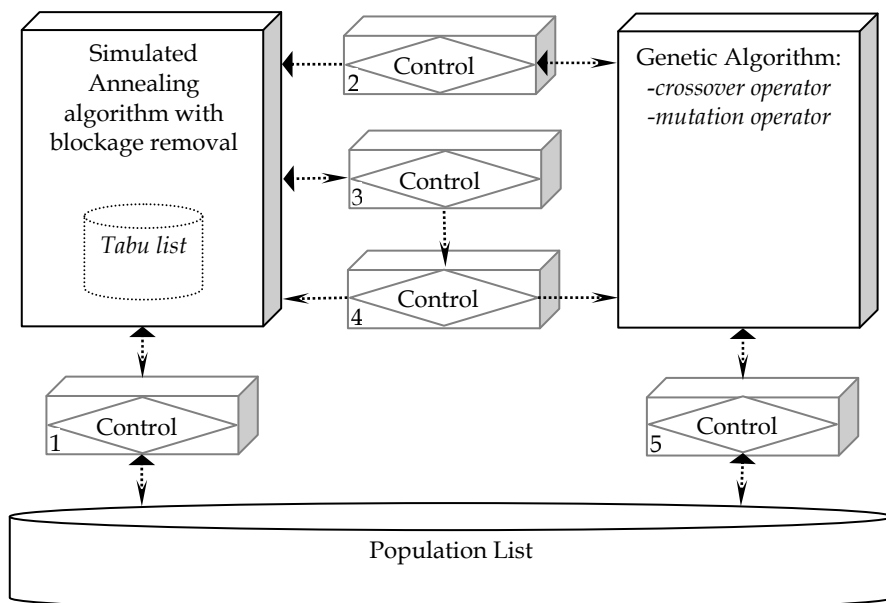 Simulated
Annealing
algorithm with
blockage removal
Tabu list
Control
2
Control
3
Control
4
Genetic Algorithm:
-crossover operator
-mutation operator
Control
1
Control
5
Population List